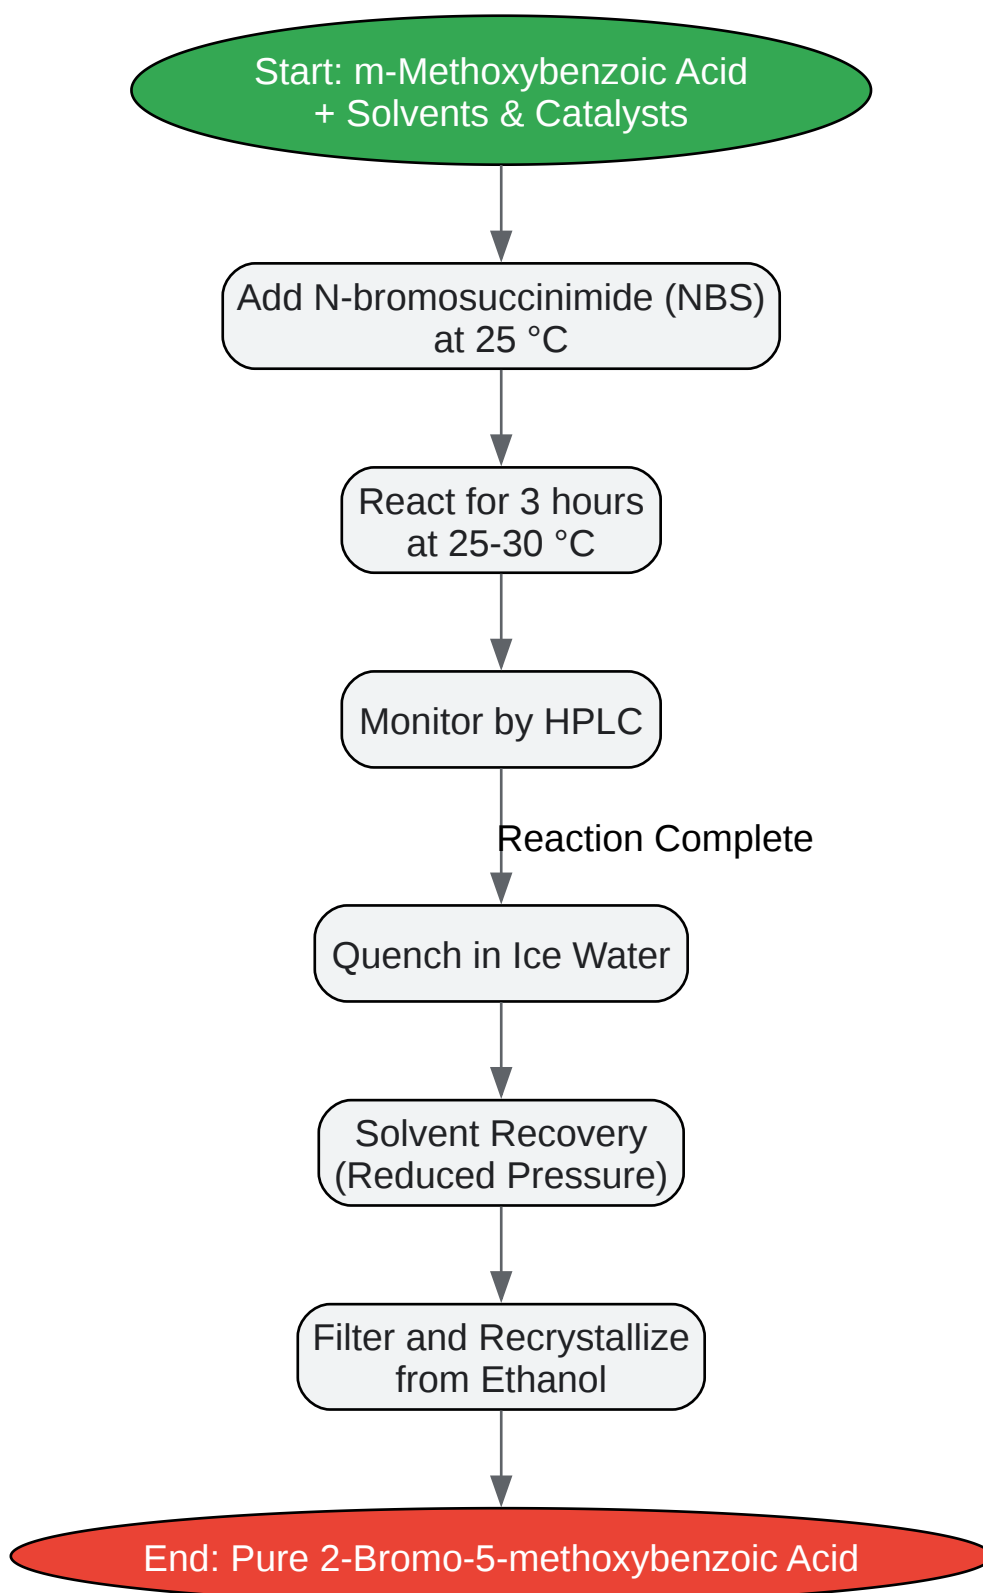 Start: m-Methoxybenzoic Acid
+ Solvents & Catalysts
Add N-bromosuccinimide (NBS)
at 25 °C
React for 3 hours
at 25-30 °C
Monitor by HPLC
Reaction Complete
Quench in Ice Water
Solvent Recovery
(Reduced Pressure)
Filter and Recrystallize
from Ethanol
End: Pure 2-Bromo-5-methoxybenzoic Acid